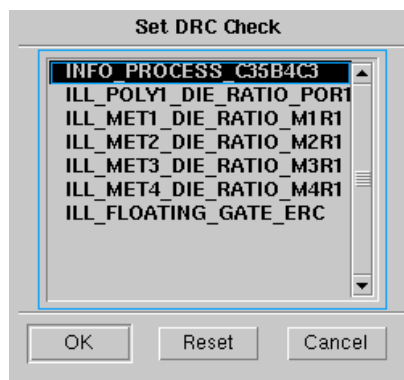 Set DRC Check
INFO_PROCESS_C35B4C3
ILL_POLY1_DIE_RATIO_POR1
ILL_MET1_DIE_RATIO_M1R1
ILL_MET2_DIE_RATIO_M2R1
ILL_MET3_DIE_RATIO_M3R1
ILL_MET4_DIE_RATIO_M4R1
ILL_FLOATING_GATE_ERC
OK Reset Cancel